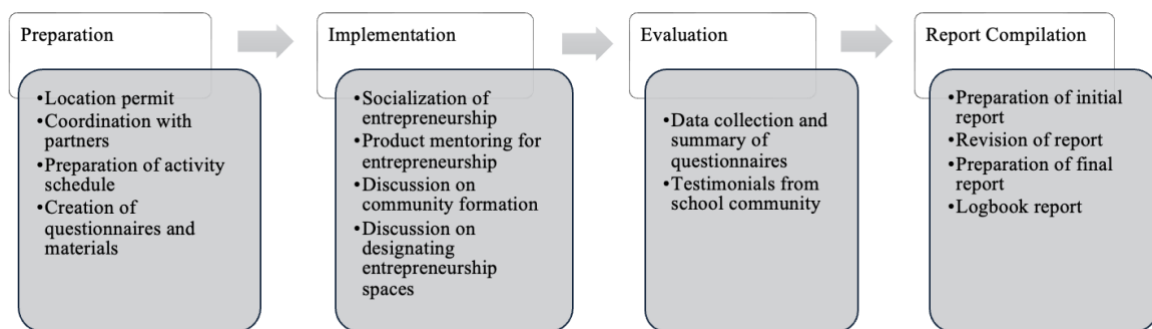 Preparation
•Location permit
•Coordination with
partners
•Preparation of activity
schedule
•Creation of
questionnaires and
materials
Implementation
•Socialization of
entrepreneurship
•Product mentoring for
entrepreneurship
•Discussion on
community formation
•Discussion on
designating
entrepreneurship
spaces
Evaluation
•Data collection and
summary of
questionnaires
•Testimonials from
school community
Report Compilation
•Preparation of initial
report
•Revision of report
•Preparation of final
report
•Logbook report